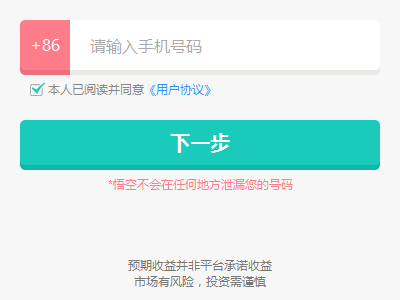 +86 请输入手机号码
本人已阅读并同意《用户协议》
下一步
*悟空不会在任何地方泄漏您的号码
预期收益并非平台承诺收益
市场有风险，投资需谨慎